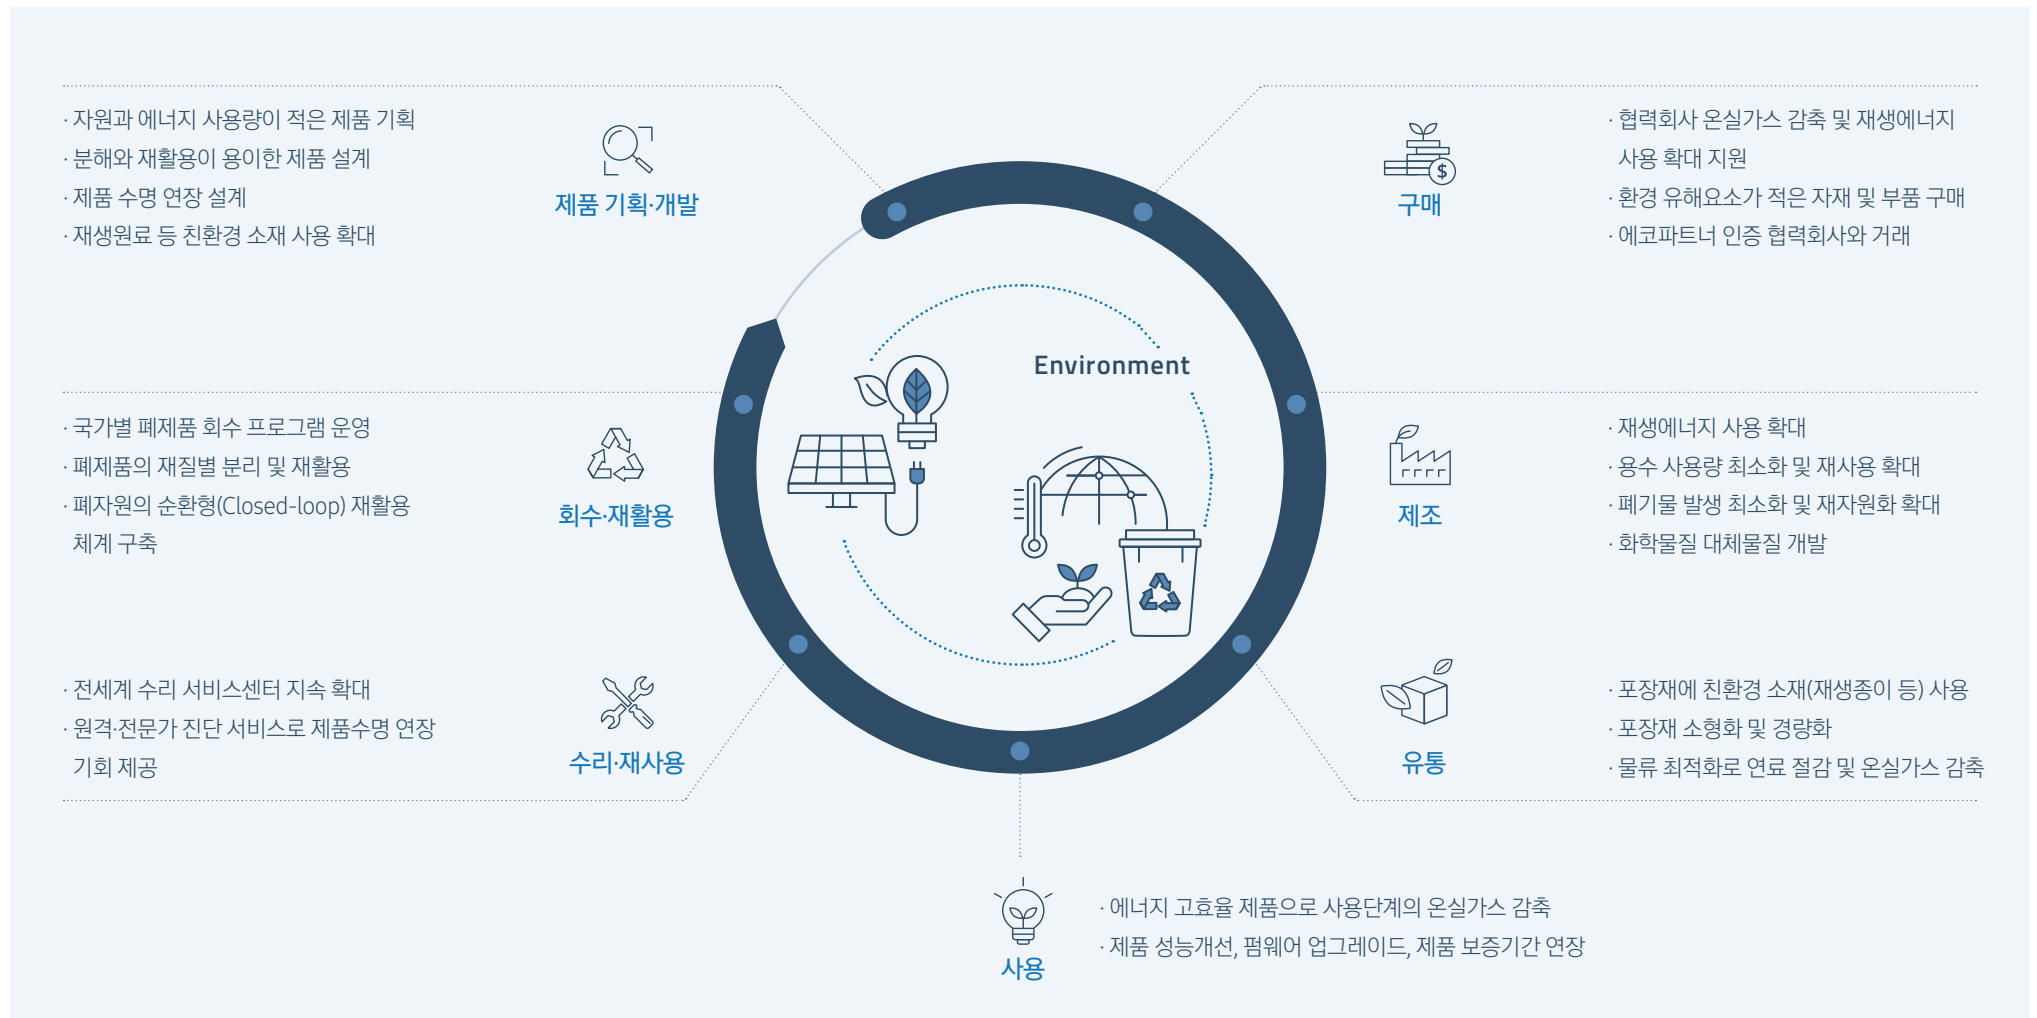 · 자원과 에너지 사용량이 적은 제품 기획
· 분해와 재활용이 용이한 제품 설계
· 제품 수명 연장 설계
· 재생원료 등 친환경 소재 사용 확대
제품 기획·개발
구매
· 협력회사 온실가스 감축 및 재생에너지
사용 확대 지원
· 환경 유해요소가 적은 자재 및 부품 구매
· 에코파트너 인증 협력회사와 거래
Environment
· 국가별 폐제품 회수 프로그램 운영
· 폐제품의 재질별 분리 및 재활용
· 폐자원의 순환형(Closed-loop) 재활용
체계 구축
회수·재활용
제조
· 재생에너지 사용 확대
· 용수 사용량 최소화 및 재사용 확대
· 폐기물 발생 최소화 및 재자원화 확대
· 화학물질 대체물질 개발
· 전세계 수리 서비스센터 지속 확대
· 원격·전문가 진단 서비스로 제품수명 연장
기회 제공
수리·재사용
유통
· 포장재에 친환경 소재(재생종이 등) 사용
· 포장재 소형화 및 경량화
· 물류 최적화로 연료 절감 및 온실가스 감축
사용
· 에너지 고효율 제품으로 사용단계의 온실가스 감축
· 제품 성능개선, 펌웨어 업그레이드, 제품 보증기간 연장